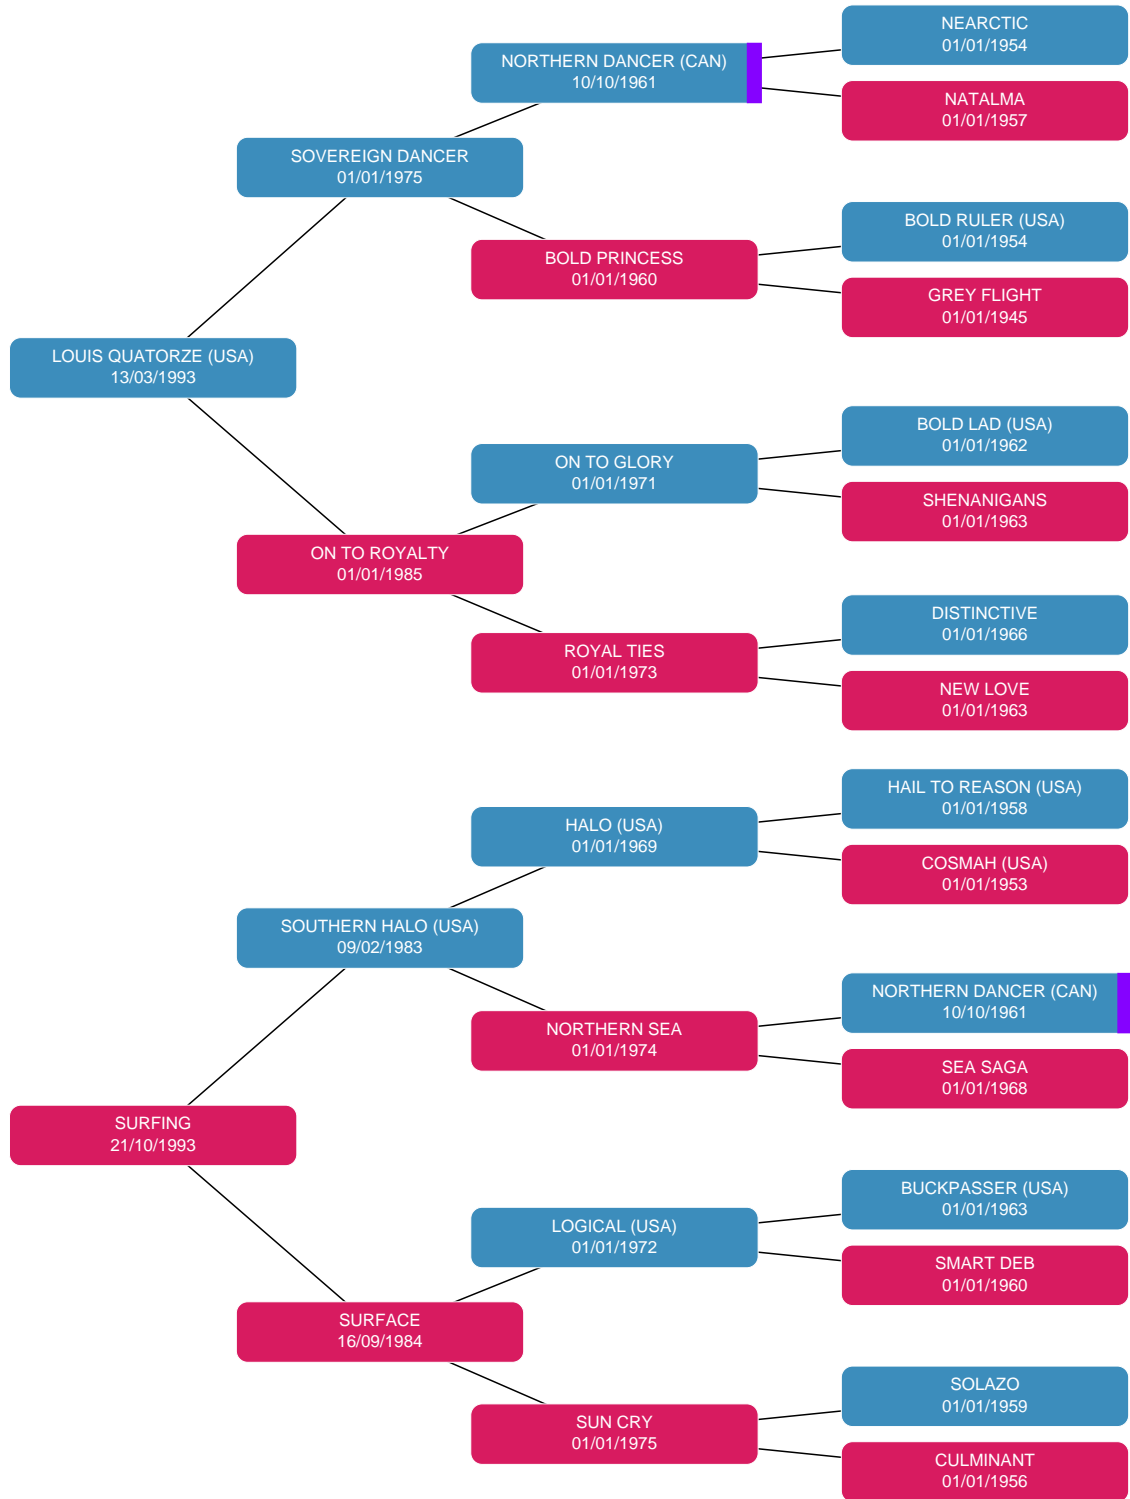 NEARCTIC
01/01/1954
NORTHERN DANCER (CAN)
10/10/1961
NATALMA
01/01/1957
SOVEREIGN DANCER
01/01/1975
BOLD RULER (USA)
01/01/1954
BOLD PRINCESS
01/01/1960
GREY FLIGHT
01/01/1945
LOUIS QUATORZE (USA)
13/03/1993
BOLD LAD (USA)
01/01/1962
ON TO GLORY
01/01/1971
SHENANIGANS
01/01/1963
ON TO ROYALTY
01/01/1985
DISTINCTIVE
01/01/1966
ROYAL TIES
01/01/1973
NEW LOVE
01/01/1963
HAIL TO REASON (USA)
01/01/1958
HALO (USA)
01/01/1969
COSMAH (USA)
01/01/1953
SOUTHERN HALO (USA)
09/02/1983
NORTHERN DANCER (CAN)
10/10/1961
NORTHERN SEA
01/01/1974
SEA SAGA
01/01/1968
SURFING
21/10/1993
BUCKPASSER (USA)
01/01/1963
LOGICAL (USA)
01/01/1972
SMART DEB
01/01/1960
SURFACE
16/09/1984
SOLAZO
01/01/1959
SUN CRY
01/01/1975
CULMINANT
01/01/1956